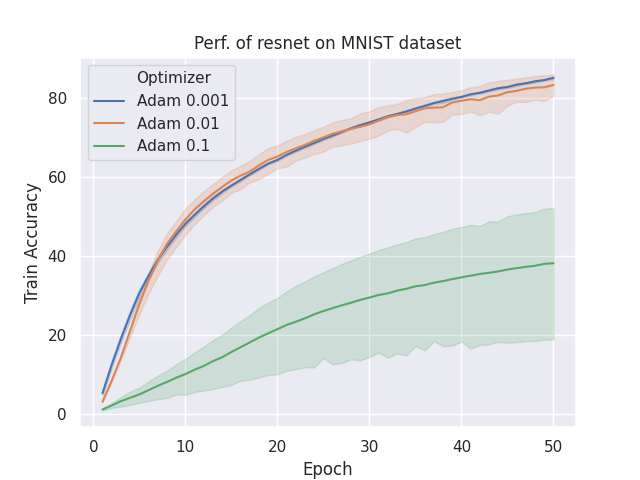 Perf. of resnet on MNIST dataset
Optimizer
Adam 0.001
Adam 0.01
Adam 0.1
Train Accuracy
80
60
40
20
0
0 10 20 30 40 50
Epoch